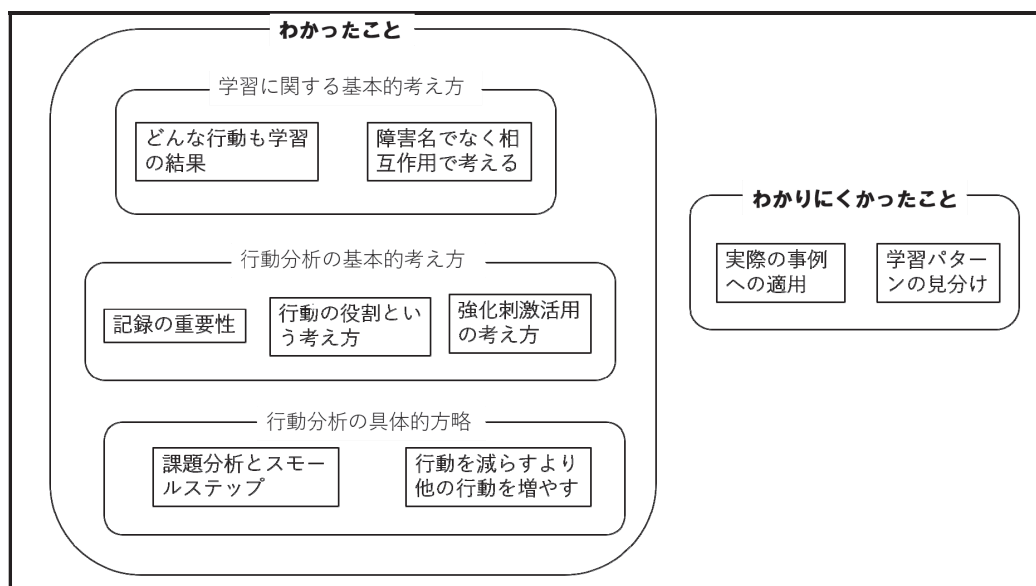 わかったこと
学習に関する基本的考え方
どんな行動も学習
の結果
障害名でなく相
互作用で考える
行動分析の基本的考え方
記録の重要性
行動の役割とい
う考え方
強化刺激活用
の考え方
行動分析の具体的方略
課題分析とスモー
ルステップ
行動を減らすより
他の行動を増やす
わかりにくかったこと
実際の事例
への適用
学習パター
ンの見分け